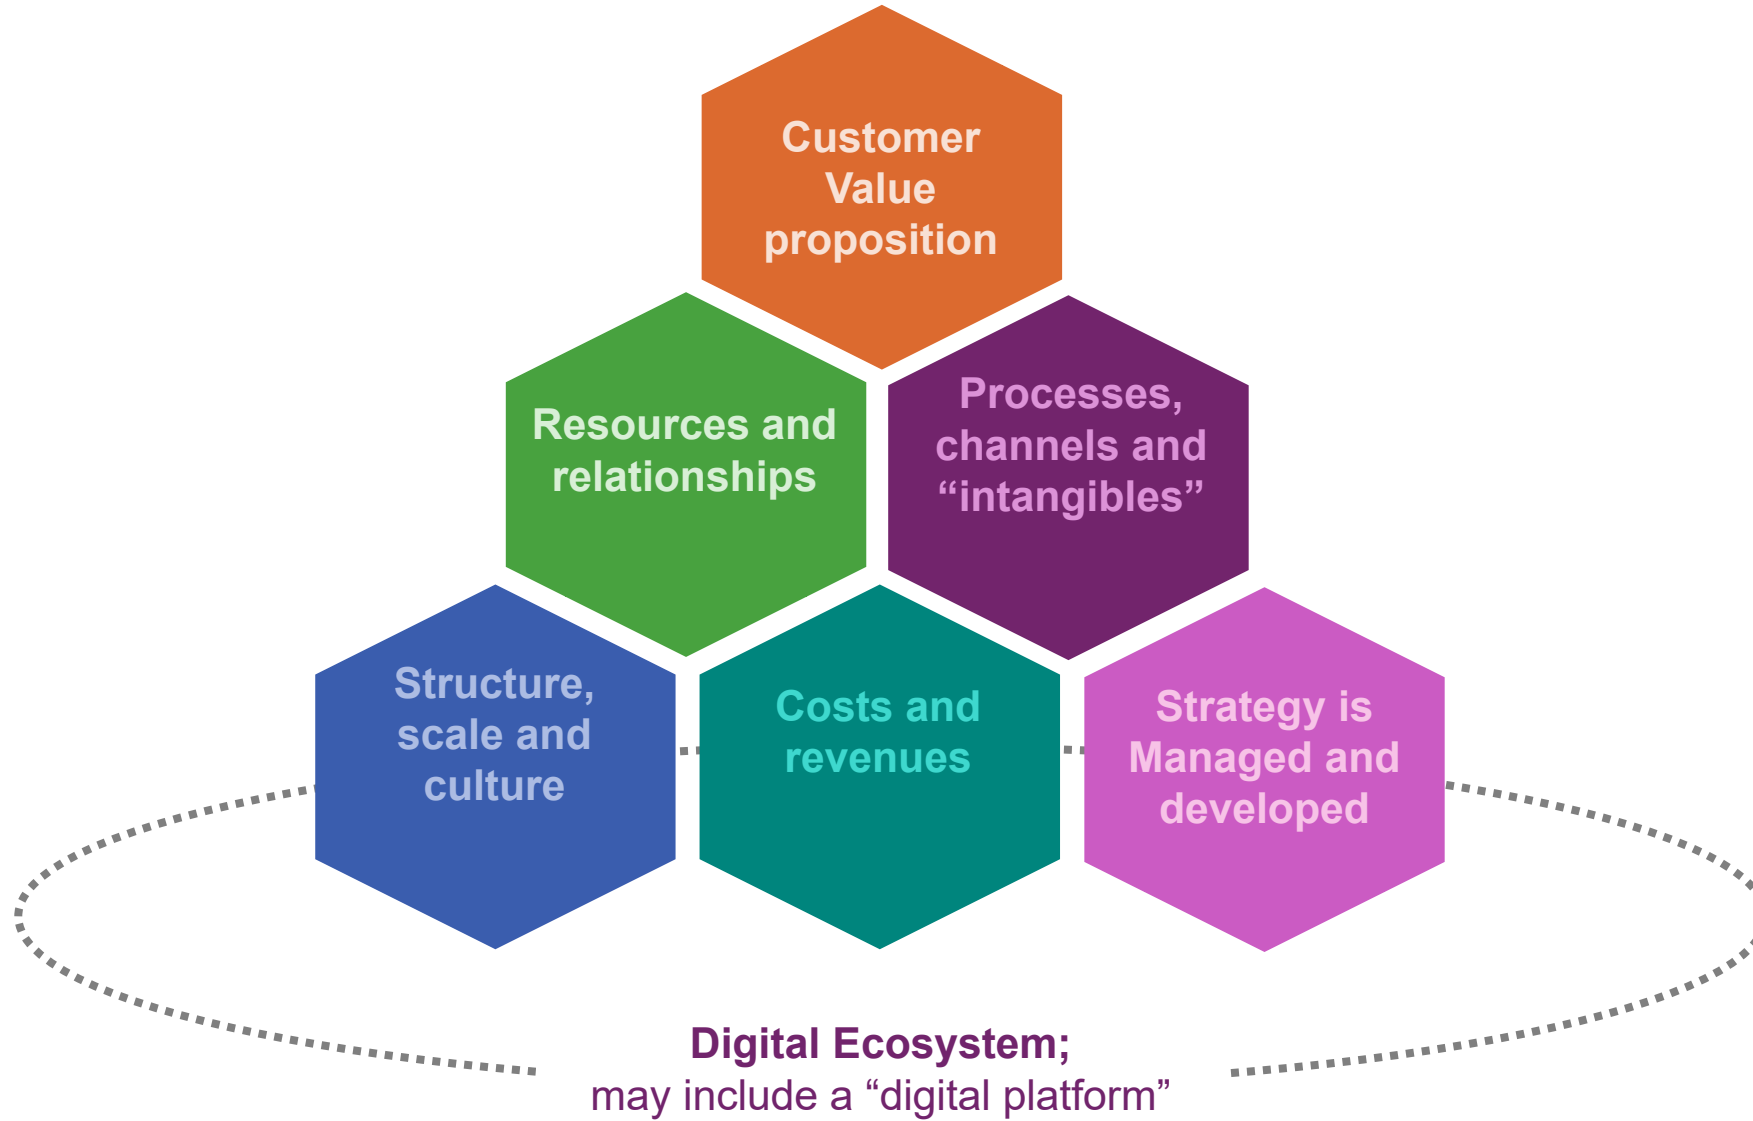 Customer
Value
proposition
Resources and
relationships
Processes,
channels and
“intangibles”
Structure,
scale and
culture
Costs and
revenues
Strategy is
Managed and
developed
Digital Ecosystem;
may include a “digital platform”